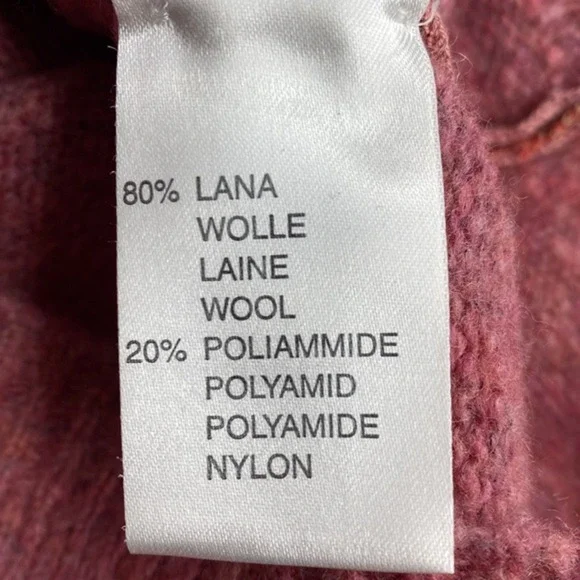 80% LANA
WOLLE
LAINE
WOOL
20% POLIAMMIDE
POLYAMID
POLYAMIDE
NYLON